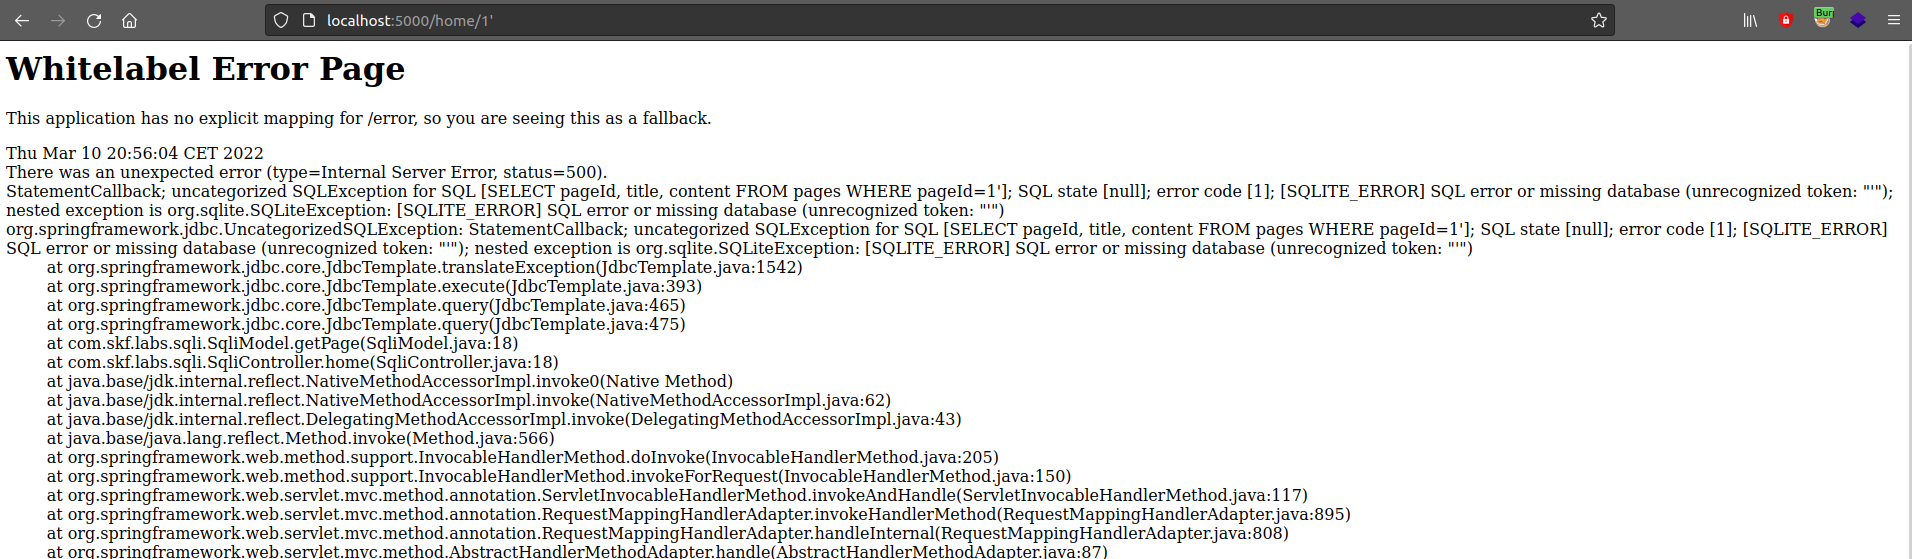 localhost:5000/home/1'
Burp
Whitelabel Error Page
This application has no explicit mapping for /error, so you are seeing this as a fallback.
Thu Mar 10 20:56:04 CET 2022
There was an unexpected error (type=Internal Server Error, status=500).
StatementCallback; uncategorized SQLException for SQL [SELECT pageId, title, content FROM pages WHERE pageId=1']; SQL state [null]; error code [1]; [SQLITE_ERROR] SQL error or missing database (unrecognized token: "'");
nested exception is org.sqlite.SQLiteException: [SQLITE_ERROR] SQL error or missing database (unrecognized token: "'")
org.springframework.jdbc.UncategorizedSQLException: StatementCallback; uncategorized SQLException for SQL [SELECT pageId, title, content FROM pages WHERE pageId=1']; SQL state [null]; error code [1]; [SQLITE_ERROR]
SQL error or missing database (unrecognized token: "'"); nested exception is org.sqlite.SQLiteException: [SQLITE_ERROR] SQL error or missing database (unrecognized token: "'")
at org.springframework.jdbc.core.JdbcTemplate.translateException(JdbcTemplate.java:1542)
at org.springframework.jdbc.core.JdbcTemplate.execute(JdbcTemplate.java:393)
at org.springframework.jdbc.core.JdbcTemplate.query(JdbcTemplate.java:465)
at org.springframework.jdbc.core.JdbcTemplate.query(JdbcTemplate.java:475)
at com.skf.labs.sqli.SqliModel.getPage(SqliModel.java:18)
at com.skf.labs.sqli.SqliController.home(SqliController.java:18)
at java.base/jdk.internal.reflect.NativeMethodAccessorImpl.invoke0(Native Method)
at java.base/jdk.internal.reflect.NativeMethodAccessorImpl.invoke(NativeMethodAccessorImpl.java:62)
at java.base/jdk.internal.reflect.DelegatingMethodAccessorImpl.invoke(DelegatingMethodAccessorImpl.java:43)
at java.base/java.lang.reflect.Method.invoke(Method.java:566)
at org.springframework.web.method.support.InvocableHandlerMethod.doInvoke(InvocableHandlerMethod.java:205)
at org.springframework.web.method.support.InvocableHandlerMethod.invokeForRequest(InvocableHandlerMethod.java:150)
at org.springframework.web.servlet.mvc.method.annotation.ServletInvocableHandlerMethod.invokeAndHandle(ServletInvocableHandlerMethod.java:117)
at org.springframework.web.servlet.mvc.method.annotation.RequestMappingHandlerAdapter.invokeHandlerMethod(RequestMappingHandlerAdapter.java:895)
at org.springframework.web.servlet.mvc.method.annotation.RequestMappingHandlerAdapter.handleInternal(RequestMappingHandlerAdapter.java:808)
at org.springframework.web.servlet.mvc.method.AbstractHandlerMethodAdapter.handle(AbstractHandlerMethodAdapter.java:87)